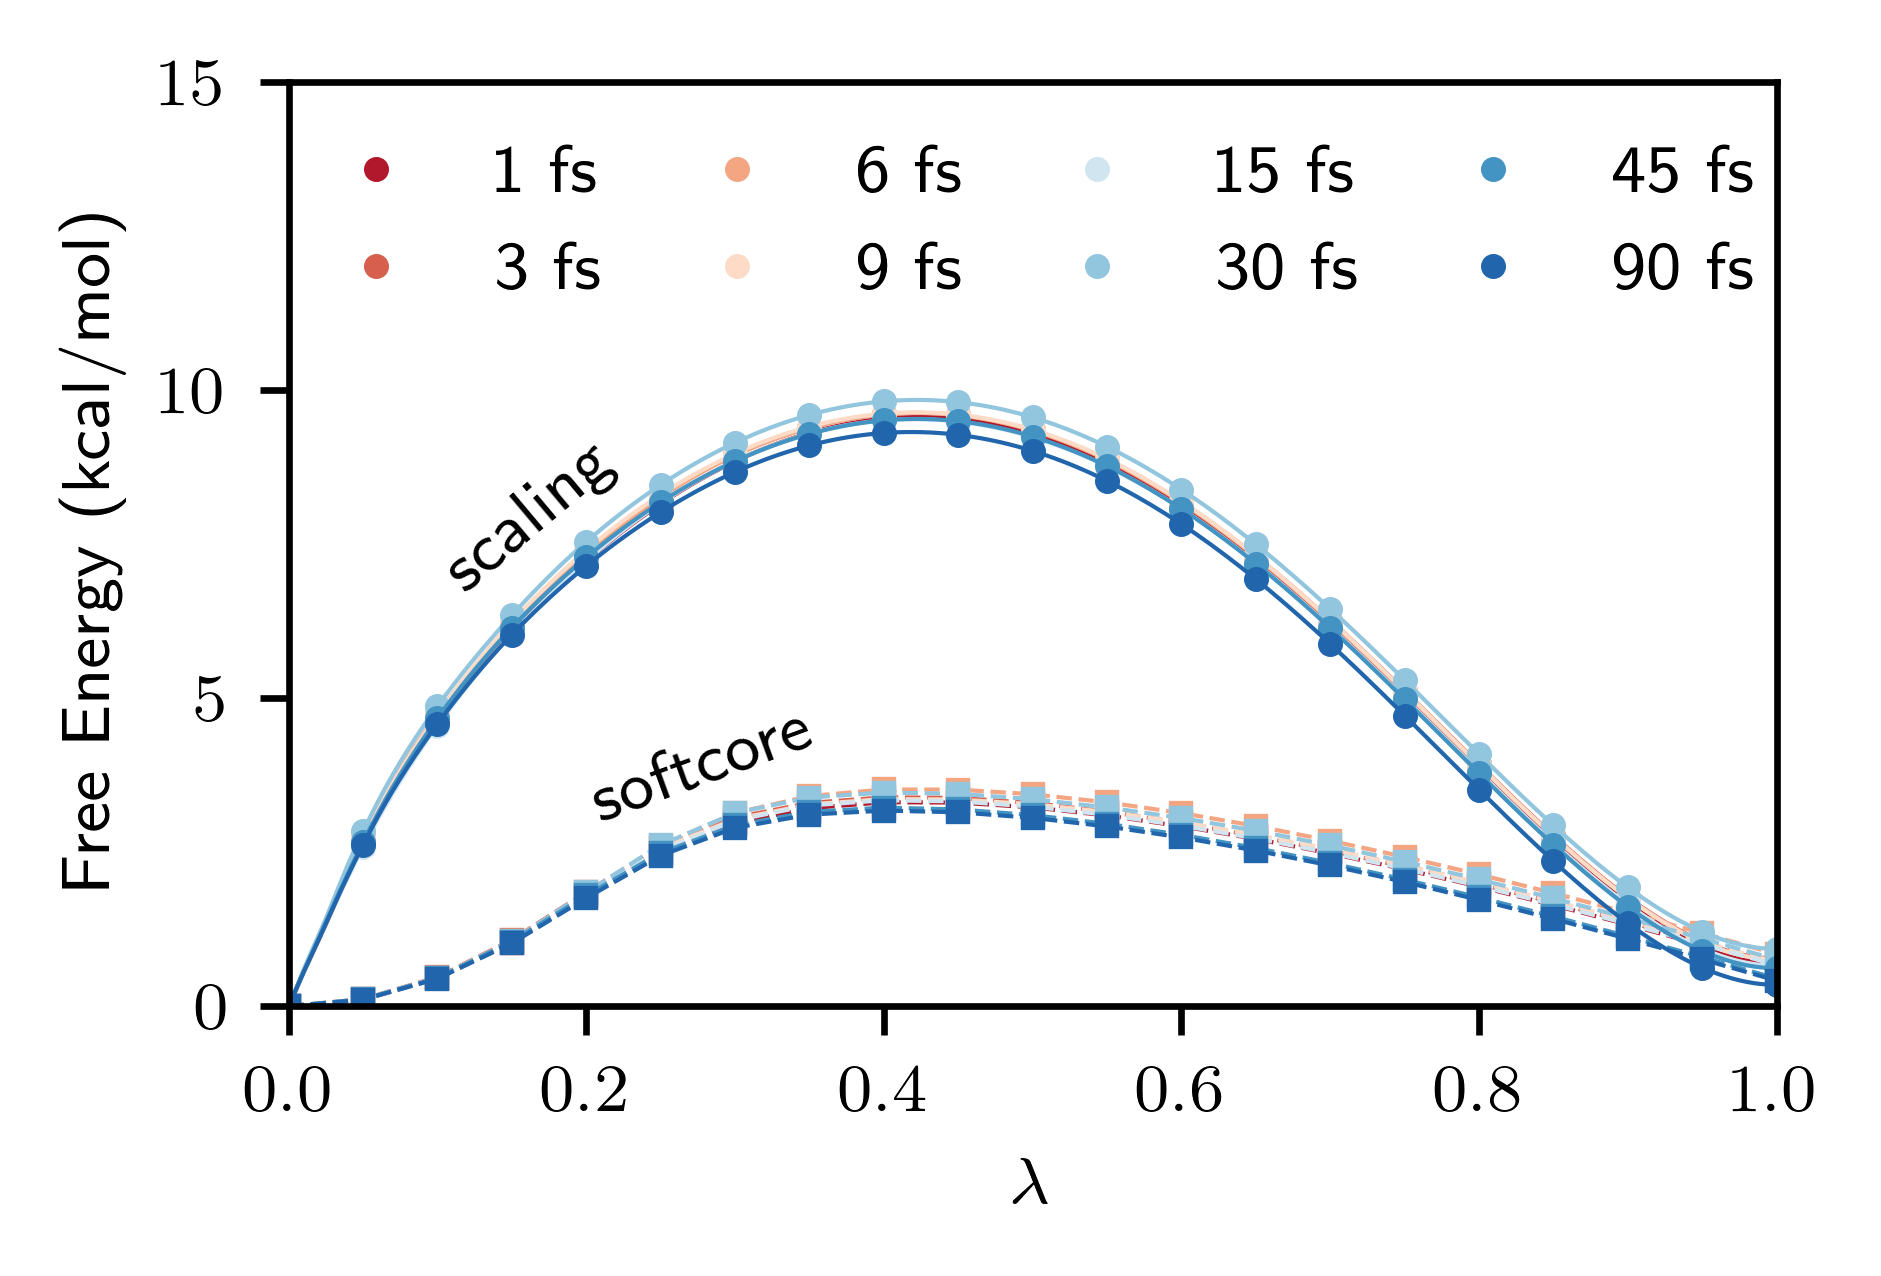 Free Energy (kcal/mol)
15
10
5
0
1 fs 6 fs 15 fs 45 fs
3 fs 9 fs 30 fs 90 fs
scaling
softcore
0.0 0.2 0.4 0.6 0.8 1.0
λ